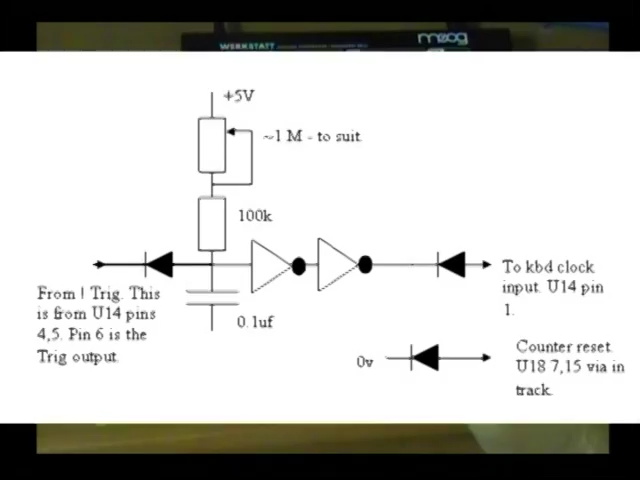 WERKSTATT
moog
+5V
~1 M - to suit
100k
From ! Trig. This
is from U14 pins
4,5. Pin 6 is the
Trig output.
0.1uf
To kbd clock
input. U14 pin
1.
0v
Counter reset.
U18 7,15 via in
track.